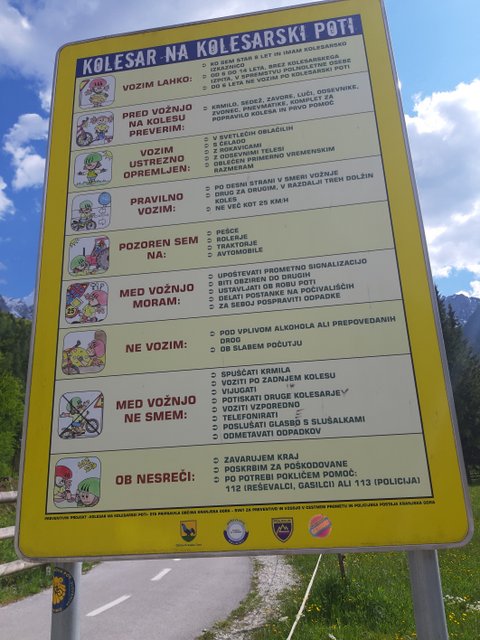 KOLESAR NA KOLESARSKI POTI
VOZIM LAHKO:
KO SEM STAR 8 LET IN IMAM KOLESARSKO
IZKAZNICO
OD 6 DO 14 LETA, BREZ KOLESARSKEGA
IZPITA, V SPREMSTVU POLNOLETNE OSEBE
DO 6 LETA NE VOZIM PO KOLESARSKI POTI
PRED VOŽNJO
NA KOLESU
PREVERIM:
KRMILO, SEDEŽ, ZAVORE, LUČI, ODSEVNIKE,
ZVONEC, PNEVMATIKE, KOMPLET ZA
POPRAVILO KOLESA IN PRVO POMOČ
VOZIM
USTREZNO
OPREMLJEN:
V SVETLEČIH OBLAČILIH
S ČELADO
Z ROKAVICAMI
Z ODSEVNIMI TELESI
OBLEČEN PRIMERNO VREMENSKIM
RAZMERAM
PRAVILNO
VOZIM:
PO DESNI STRANI V SMERI VOŽNJE
DRUG ZA DRUGIM, V RAZDALJI TREH DOLŽIN
KOLES
NE VEČ KOT 25 KM/H
POZOREN SEM
NA:
PEŠCE
ROLERJE
TRAKTORJE
AVTOMOBILE
MED VOŽNJO
MORAM:
UPOŠTEVATI PROMETNO SIGNALIZACIJO
BITI OBZIREN DO DRUGIH
USTAVLJATI OB ROBU POTI
DELATI POSTANKE NA POČIVALIŠČIH
ZA SEBOJ POSPRAVITI ODPADKE
NE VOZIM:
POD VPLIVOM ALKOHOLA ALI PREPOVEDANIH
DROG
OB SLABEM POČUTJU
MED VOŽNJO
NE SMEM:
SPUŠČATI KRMILA
VOZITI PO ZADNJEM KOLESU
VIJUGATI
POTISKATI DRUGE KOLESARJE
VOZITI VZPOREDNO
TELEFONIRATI
POSLUŠATI GLASBO S SLUŠALKAMI
ODMETAVATI ODPADKOV
OB NESREČI:
ZAVARUJEM KRAJ
POSKRBIM ZA POŠKODOVANE
PO POTREBI POKLIČEM POMOČ:
112 (REŠEVALCI, GASILCI) ALI 113 (POLICIJA)